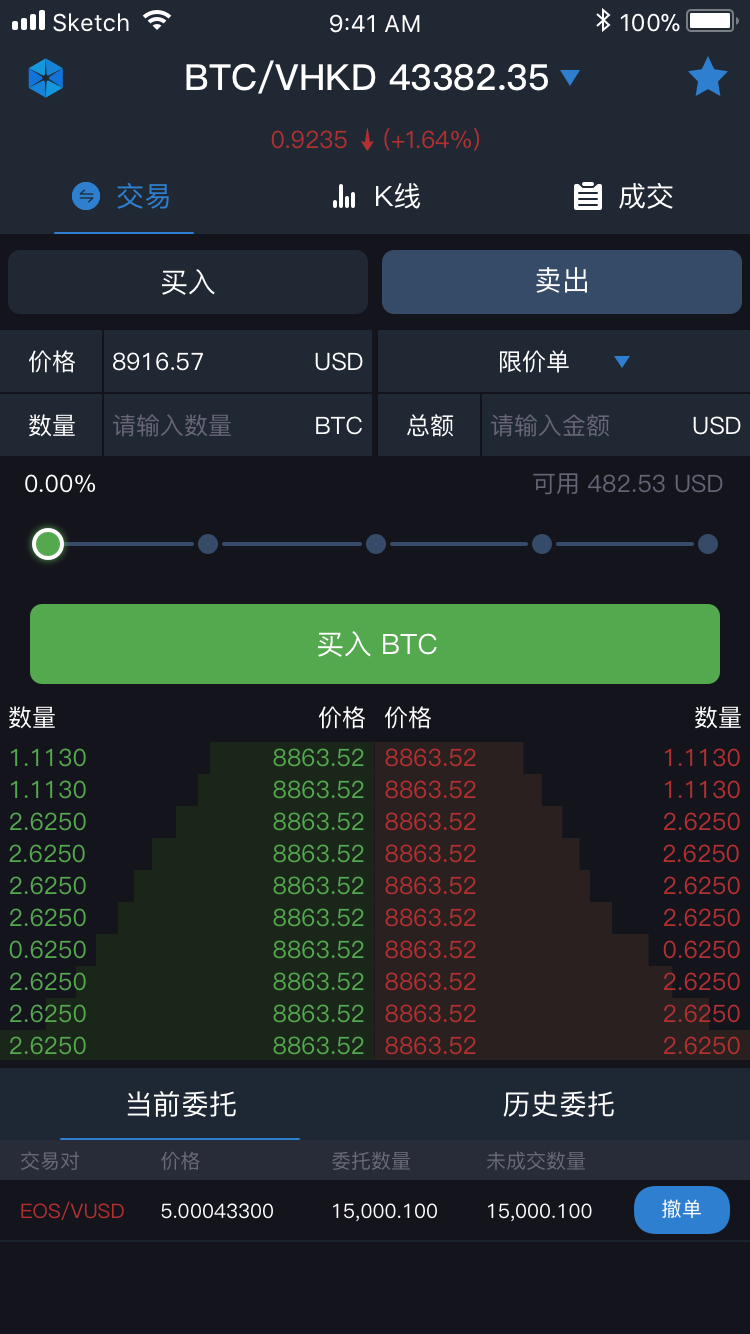 Sketch 9:41 AM 100%
BTC/VHKD 43382.35
0.9235 (+1.64%)
交易 K线 成交
买入 卖出
价格 8916.57 USD 限价单
数量 请输入数量 BTC 总额 请输入金额 USD
0.00% 可用 482.53 USD
买入 BTC
数量 价格 价格 数量
1.1130 8863.52 8863.52 1.1130
1.1130 8863.52 8863.52 1.1130
2.6250 8863.52 8863.52 2.6250
2.6250 8863.52 8863.52 2.6250
2.6250 8863.52 8863.52 2.6250
2.6250 8863.52 8863.52 2.6250
0.6250 8863.52 8863.52 0.6250
2.6250 8863.52 8863.52 2.6250
2.6250 8863.52 8863.52 2.6250
2.6250 8863.52 8863.52 2.6250
当前委托 历史委托
交易对 价格 委托数量 未成交数量
EOS/VUSD 5.00043300 15,000.100 15,000.100 撤单